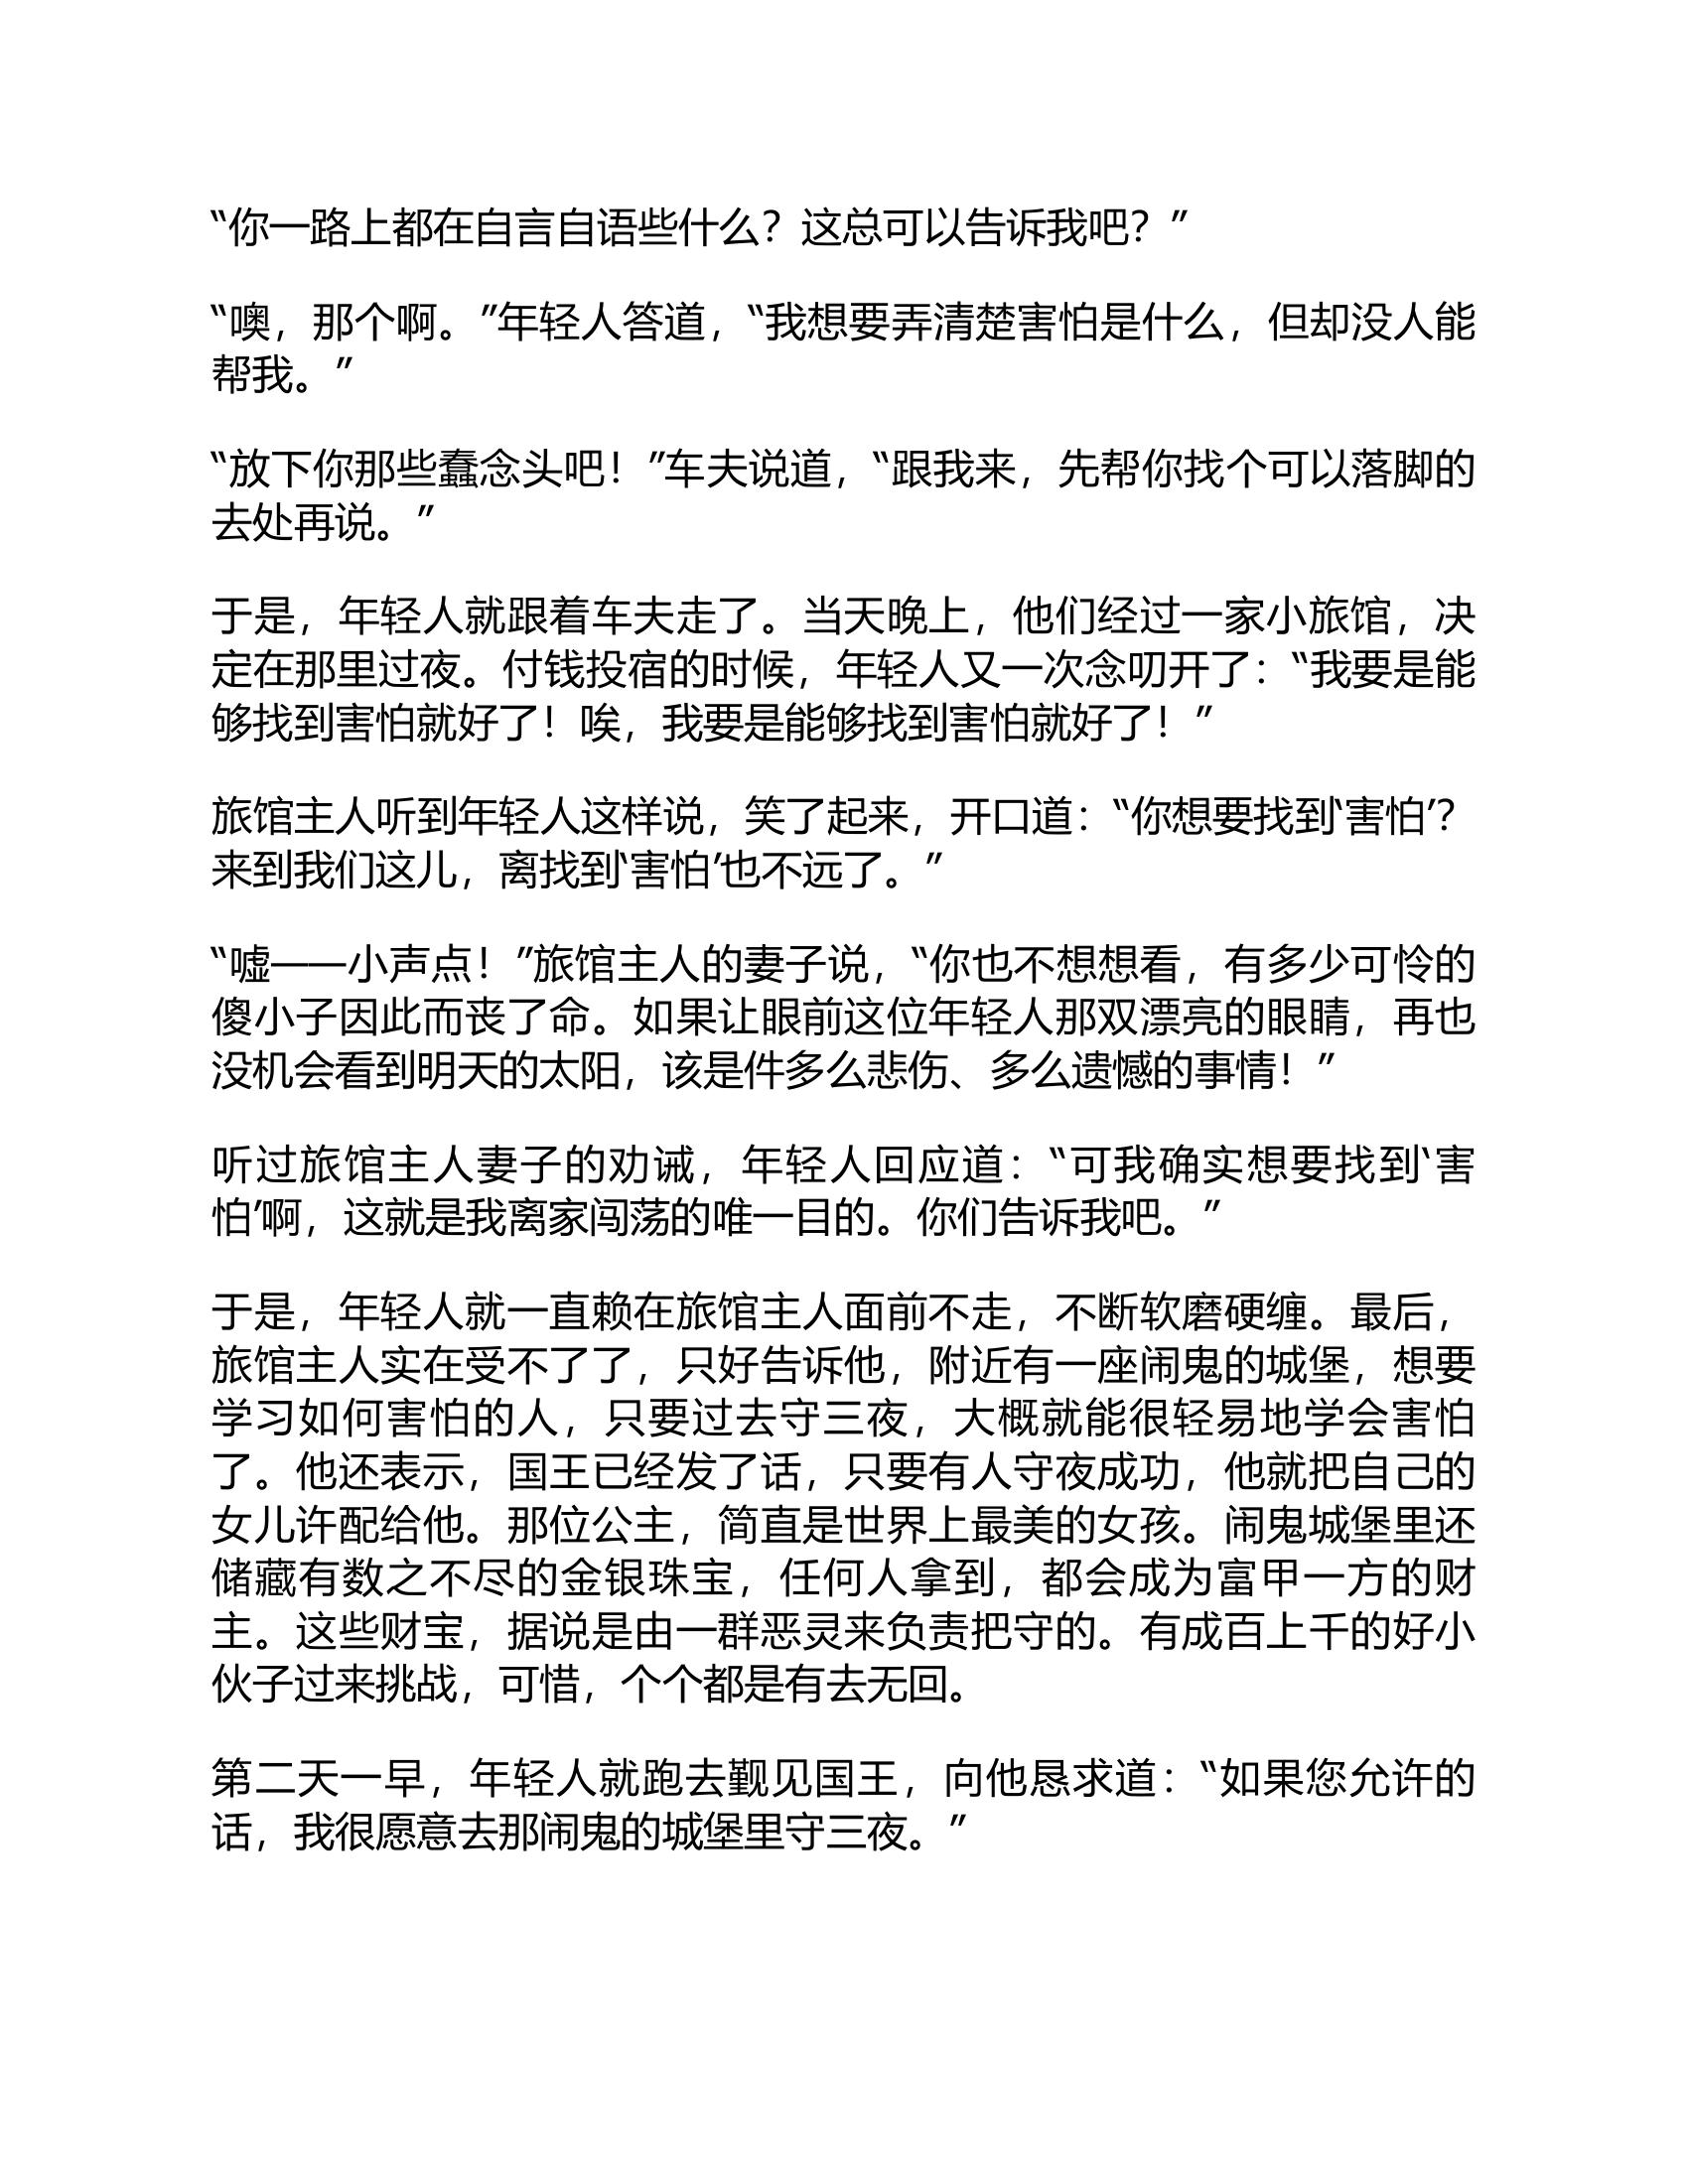 “你一路上都在自言自语些什么？这总可以告诉我吧？”
“噢，那个啊。”年轻人答道，“我想要弄清楚害怕是什么，但却没人能
帮我。”
“放下你那些蠢念头吧！”车夫说道，“跟我来，先帮你找个可以落脚的
去处再说。”
于是，年轻人就跟着车夫走了。当天晚上，他们经过一家小旅馆，决
定在那里过夜。付钱投宿的时候，年轻人又一次念叨开了：“我要是能
够找到害怕就好了！唉，我要是能够找到害怕就好了！”
旅馆主人听到年轻人这样说，笑了起来，开口道：“你想要找到‘害怕’？
来到我们这儿，离找到‘害怕’也不远了。”
“嘘——小声点！”旅馆主人的妻子说，“你也不想想看，有多少可怜的
傻小子因此而丧了命。如果让眼前这位年轻人那双漂亮的眼睛，再也
没机会看到明天的太阳，该是件多么悲伤、多么遗憾的事情！”
听过旅馆主人妻子的劝诫，年轻人回应道：“可我确实想要找到‘害
怕’啊，这就是我离家闯荡的唯一目的。你们告诉我吧。”
于是，年轻人就一直赖在旅馆主人面前不走，不断软磨硬缠。最后，
旅馆主人实在受不了了，只好告诉他，附近有一座闹鬼的城堡，想要
学习如何害怕的人，只要过去守三夜，大概就能很轻易地学会害怕
了。他还表示，国王已经发了话，只要有人守夜成功，他就把自己的
女儿许配给他。那位公主，简直是世界上最美的女孩。闹鬼城堡里还
储藏有数之不尽的金银珠宝，任何人拿到，都会成为富甲一方的财
主。这些财宝，据说是由一群恶灵来负责把守的。有成百上千的好小
伙子过来挑战，可惜，个个都是有去无回。
第二天一早，年轻人就跑去觐见国王，向他恳求道：“如果您允许的
话，我很愿意去那闹鬼的城堡里守三夜。”